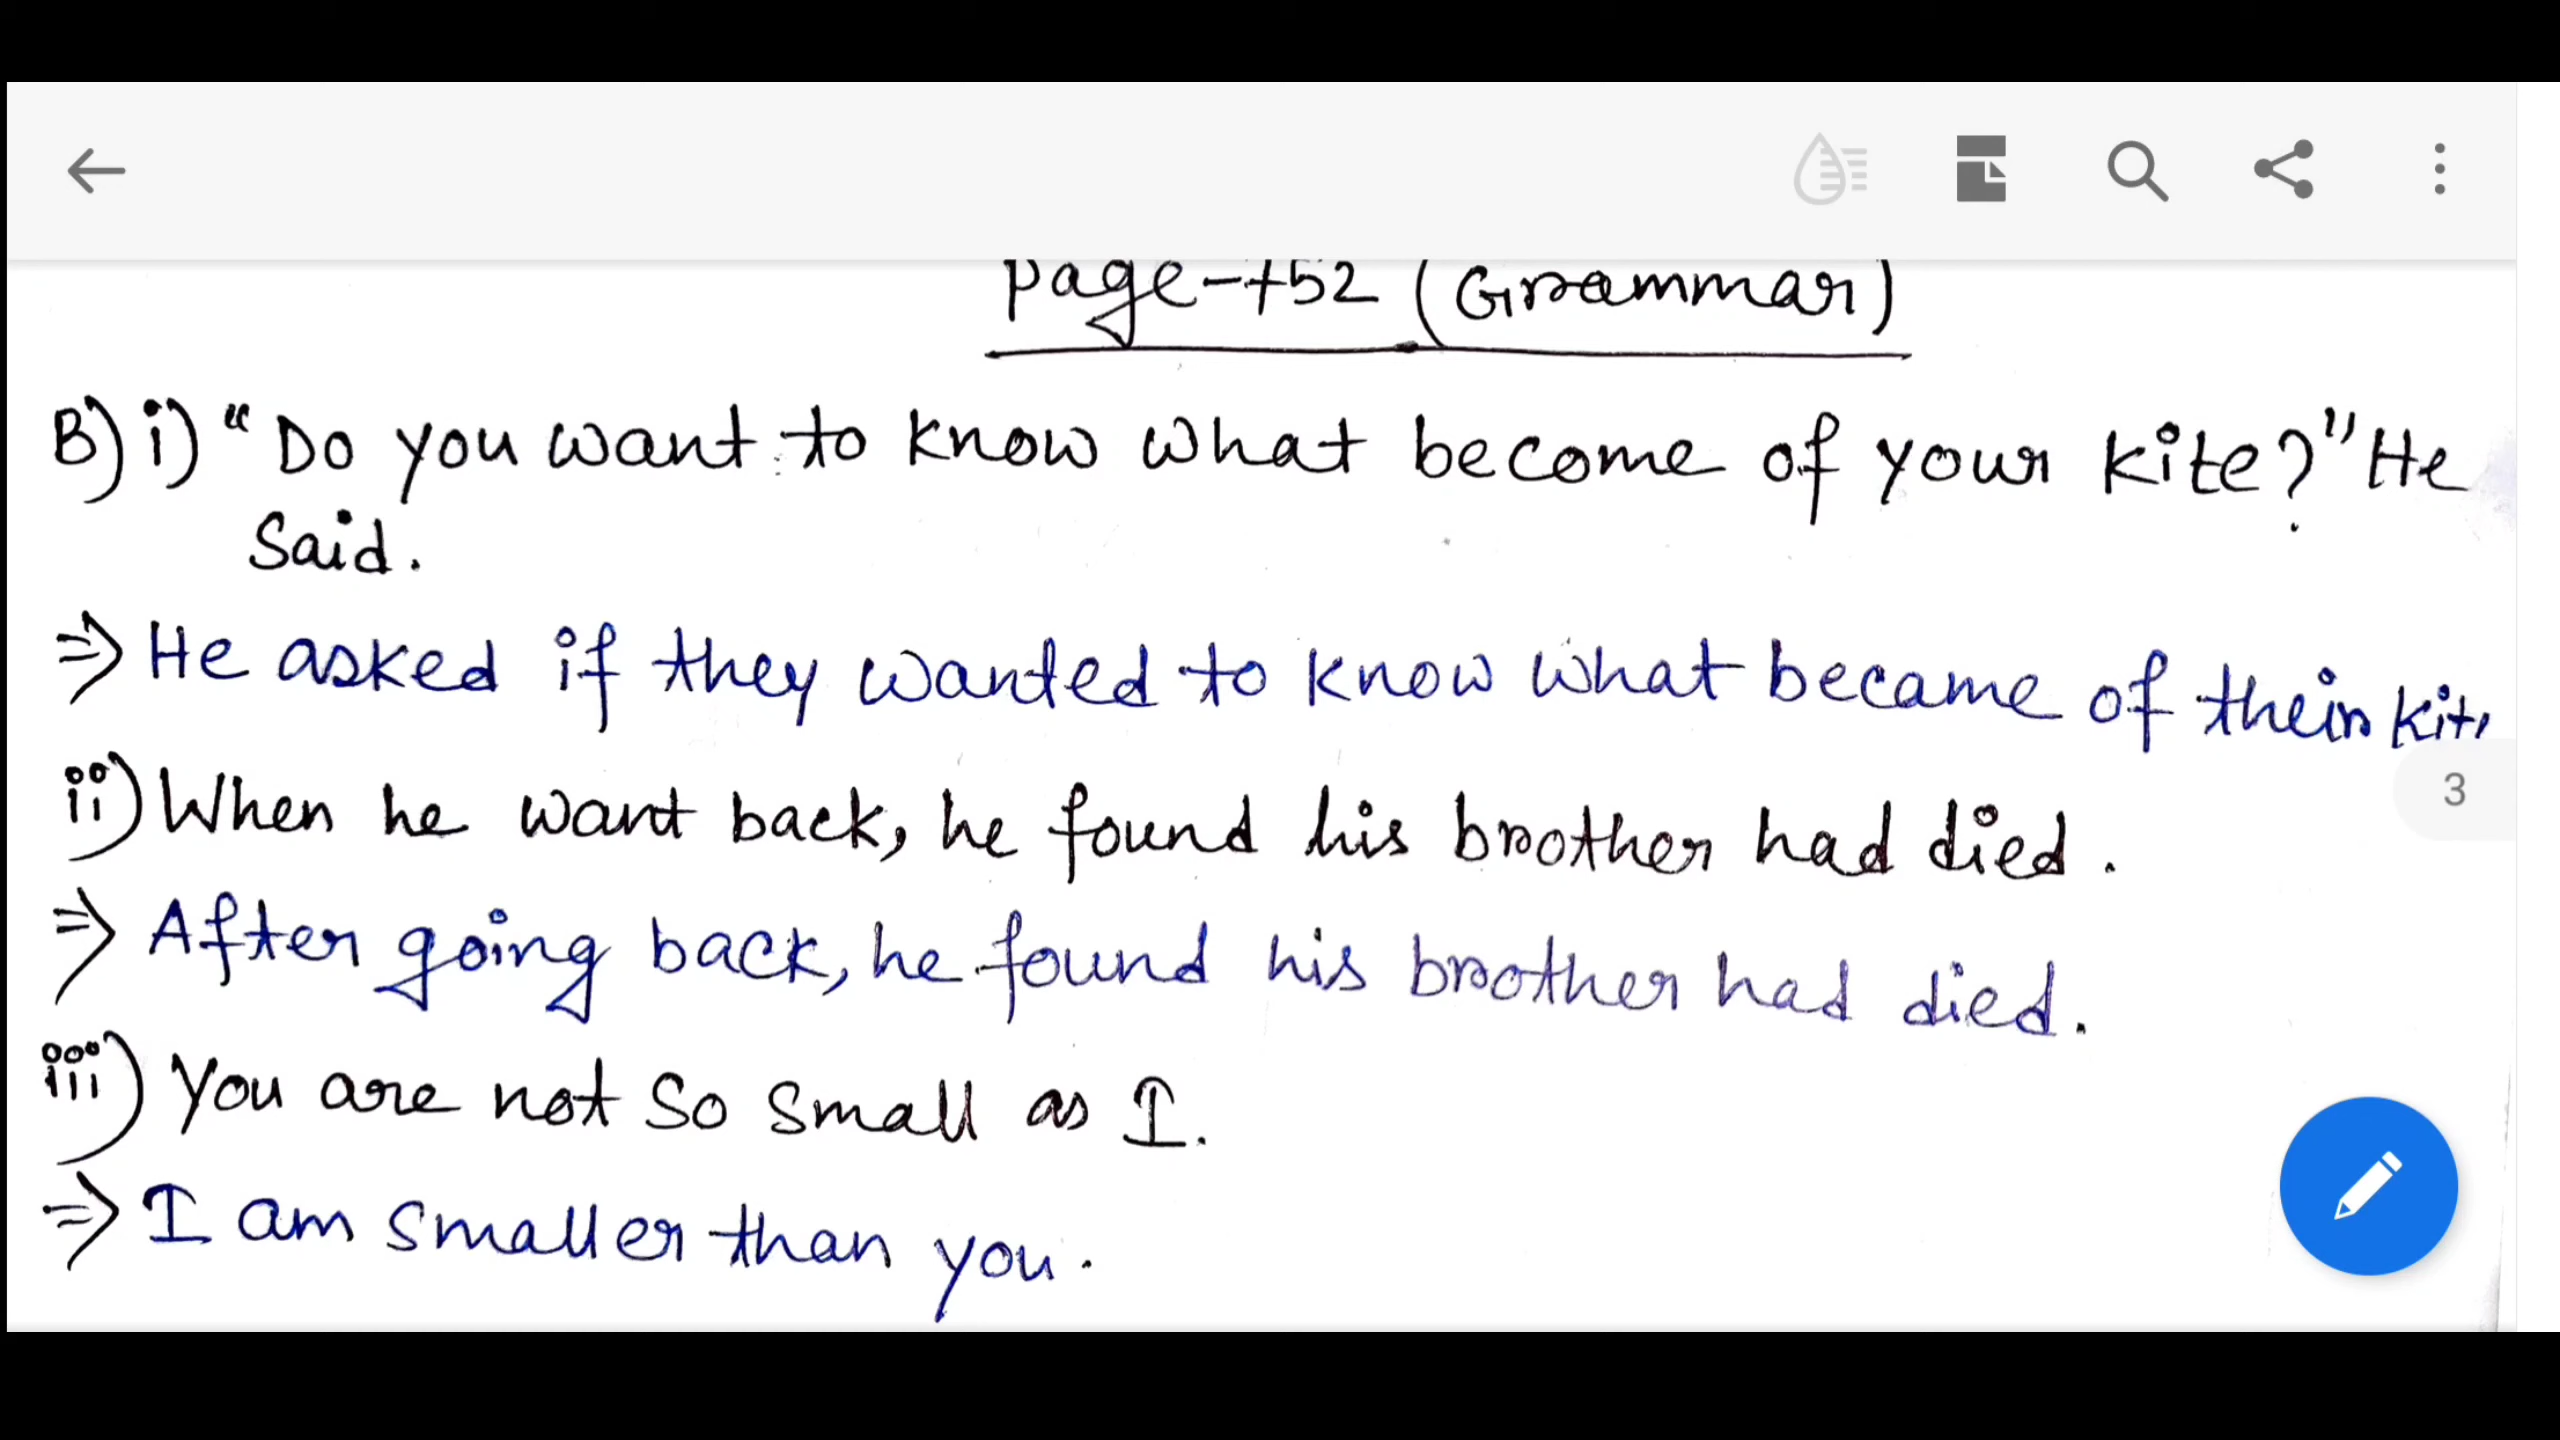 Page-152 (Grammar)
B) i) "Do you want to know what become of your kite?" He
said.
⇒ He asked if they wanted to know what became of their
ii) When he want back, he found his brother had died.
3
⇒ After going back, he found his brother had died.
iii) You are not so small as I.
⇒ I am smaller than you.